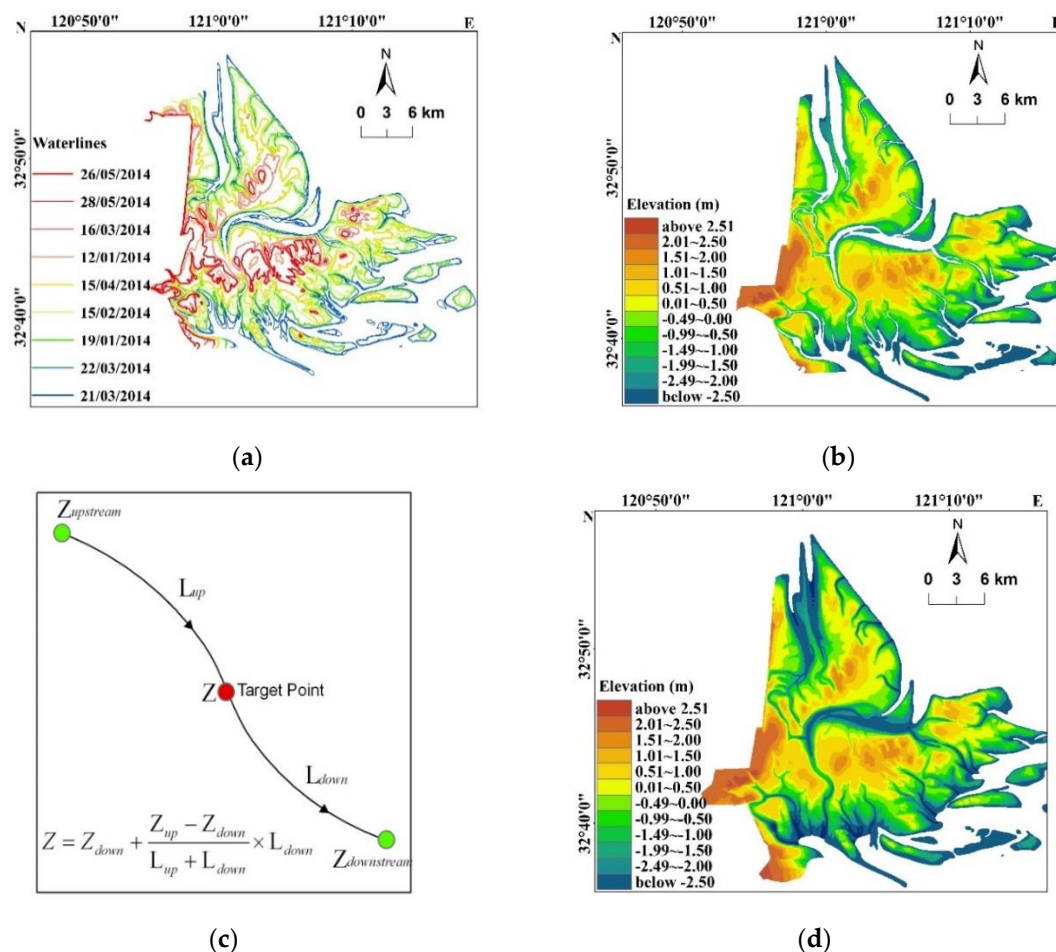 120°50'0" 121°0'0" 121°10'0"
N E
N
0 3 6 km
32°50'0"
32°40'0"
Waterlines
26/05/2014
28/05/2014
16/03/2014
12/01/2014
15/04/2014
15/02/2014
19/01/2014
22/03/2014
21/03/2014
(a)
120°50'0" 121°0'0" 121°10'0"
N E
N
0 3 6 km
32°50'0"
32°40'0"
Elevation (m)
above 2.51
2.01~2.50
1.51~2.00
1.01~1.50
0.51~1.00
0.01~0.50
-0.49~0.00
-0.99~-0.50
-1.49~-1.00
-1.99~-1.50
-2.49~-2.00
below -2.50
(b)
Zupstream
Lup
Z Target Point
Ldown
Z = Zdown + (Zup − Zdown) / (Lup + Ldown) × Ldown
Zdownstream
(c)
120°50'0" 121°0'0" 121°10'0"
N E
N
0 3 6 km
32°50'0"
32°40'0"
Elevation (m)
above 2.51
2.01~2.50
1.51~2.00
1.01~1.50
0.51~1.00
0.01~0.50
-0.49~0.00
-0.99~-0.50
-1.49~-1.00
-1.99~-1.50
-2.49~-2.00
below -2.50
(d)